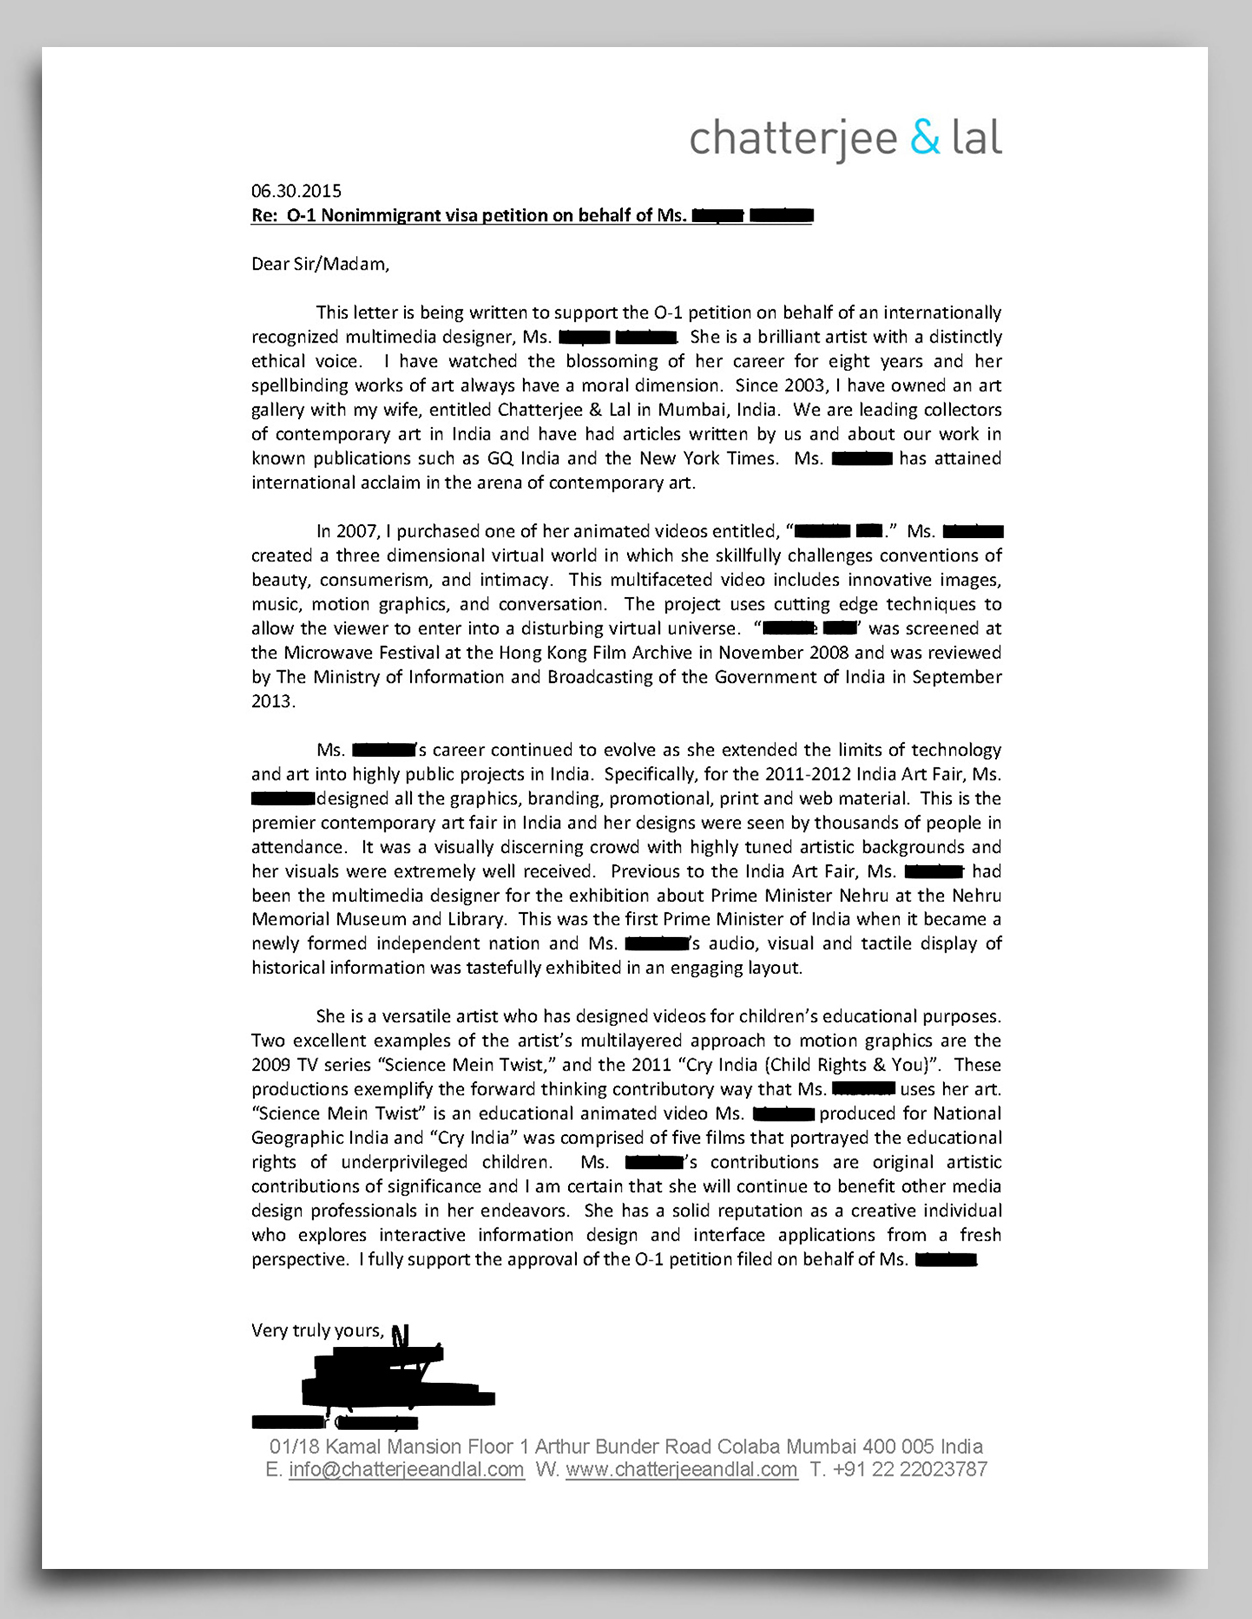 chatterjee & lal
06.30.2015
Re: O-1 Nonimmigrant visa petition on behalf of Ms.
Dear Sir/Madam,
This letter is being written to support the O-1 petition on behalf of an internationally
recognized multimedia designer, Ms. She is a brilliant artist with a distinctly
ethical voice. I have watched the blossoming of her career for eight years and her
spellbinding works of art always have a moral dimension. Since 2003, I have owned an art
gallery with my wife, entitled Chatterjee & Lal in Mumbai, India. We are leading collectors
of contemporary art in India and have had articles written by us and about our work in
known publications such as GQ India and the New York Times. Ms. has attained
international acclaim in the arena of contemporary art.
In 2007, I purchased one of her animated videos entitled, “ .” Ms.
created a three dimensional virtual world in which she skillfully challenges conventions of
beauty, consumerism, and intimacy. This multifaceted video includes innovative images,
music, motion graphics, and conversation. The project uses cutting edge techniques to
allow the viewer to enter into a disturbing virtual universe. “ ” was screened at
the Microwave Festival at the Hong Kong Film Archive in November 2008 and was reviewed
by The Ministry of Information and Broadcasting of the Government of India in September
2013.
Ms. ’s career continued to evolve as she extended the limits of technology
and art into highly public projects in India. Specifically, for the 2011-2012 India Art Fair, Ms.
designed all the graphics, branding, promotional, print and web material. This is the
premier contemporary art fair in India and her designs were seen by thousands of people in
attendance. It was a visually discerning crowd with highly tuned artistic backgrounds and
her visuals were extremely well received. Previous to the India Art Fair, Ms. had
been the multimedia designer for the exhibition about Prime Minister Nehru at the Nehru
Memorial Museum and Library. This was the first Prime Minister of India when it became a
newly formed independent nation and Ms. ’s audio, visual and tactile display of
historical information was tastefully exhibited in an engaging layout.
She is a versatile artist who has designed videos for children’s educational purposes.
Two excellent examples of the artist’s multilayered approach to motion graphics are the
2009 TV series “Science Mein Twist,” and the 2011 “Cry India (Child Rights & You)”. These
productions exemplify the forward thinking contributory way that Ms. uses her art.
“Science Mein Twist” is an educational animated video Ms. produced for National
Geographic India and “Cry India” was comprised of five films that portrayed the educational
rights of underprivileged children. Ms. ’s contributions are original artistic
contributions of significance and I am certain that she will continue to benefit other media
design professionals in her endeavors. She has a solid reputation as a creative individual
who explores interactive information design and interface applications from a fresh
perspective. I fully support the approval of the O-1 petition filed on behalf of Ms.
Very truly yours,
01/18 Kamal Mansion Floor 1 Arthur Bunder Road Colaba Mumbai 400 005 India
E. info@chatterjeeandlal.com W. www.chatterjeeandlal.com T. +91 22 22023787